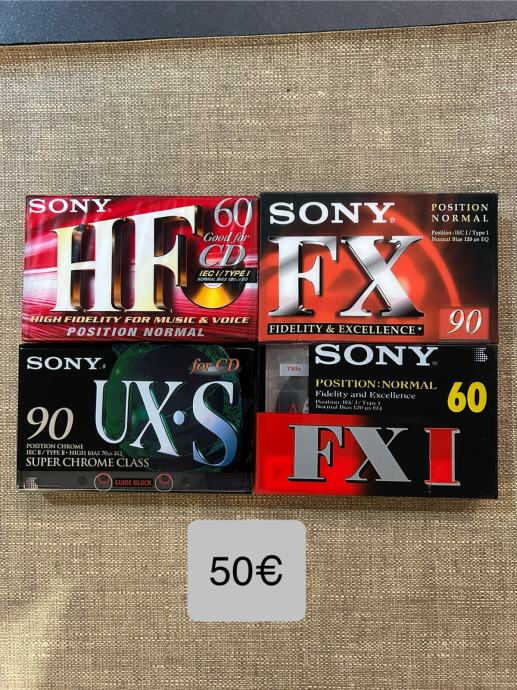 SONY®
60
HF
Good for
CD
IEC I / TYPE I
NORMAL BIAS 120μs EQ
HIGH FIDELITY FOR MUSIC & VOICE
POSITION NORMAL
SONY®
POSITION
NORMAL
Position: IEC I / Type I
Normal Bias 120 μs EQ
FX
FIDELITY & EXCELLENCE*
90
SONY®
for CD
90
UX•S
POSITION CHROME
IEC II / TYPE II • HIGH BIAS 70μs EQ
SUPER CHROME CLASS
GUIDE BLOCK
Title
A
SONY®
POSITION: NORMAL
Fidelity and Excellence
Position: IEC I / Type I
Normal Bias 120 μs EQ
60
FX I
50€